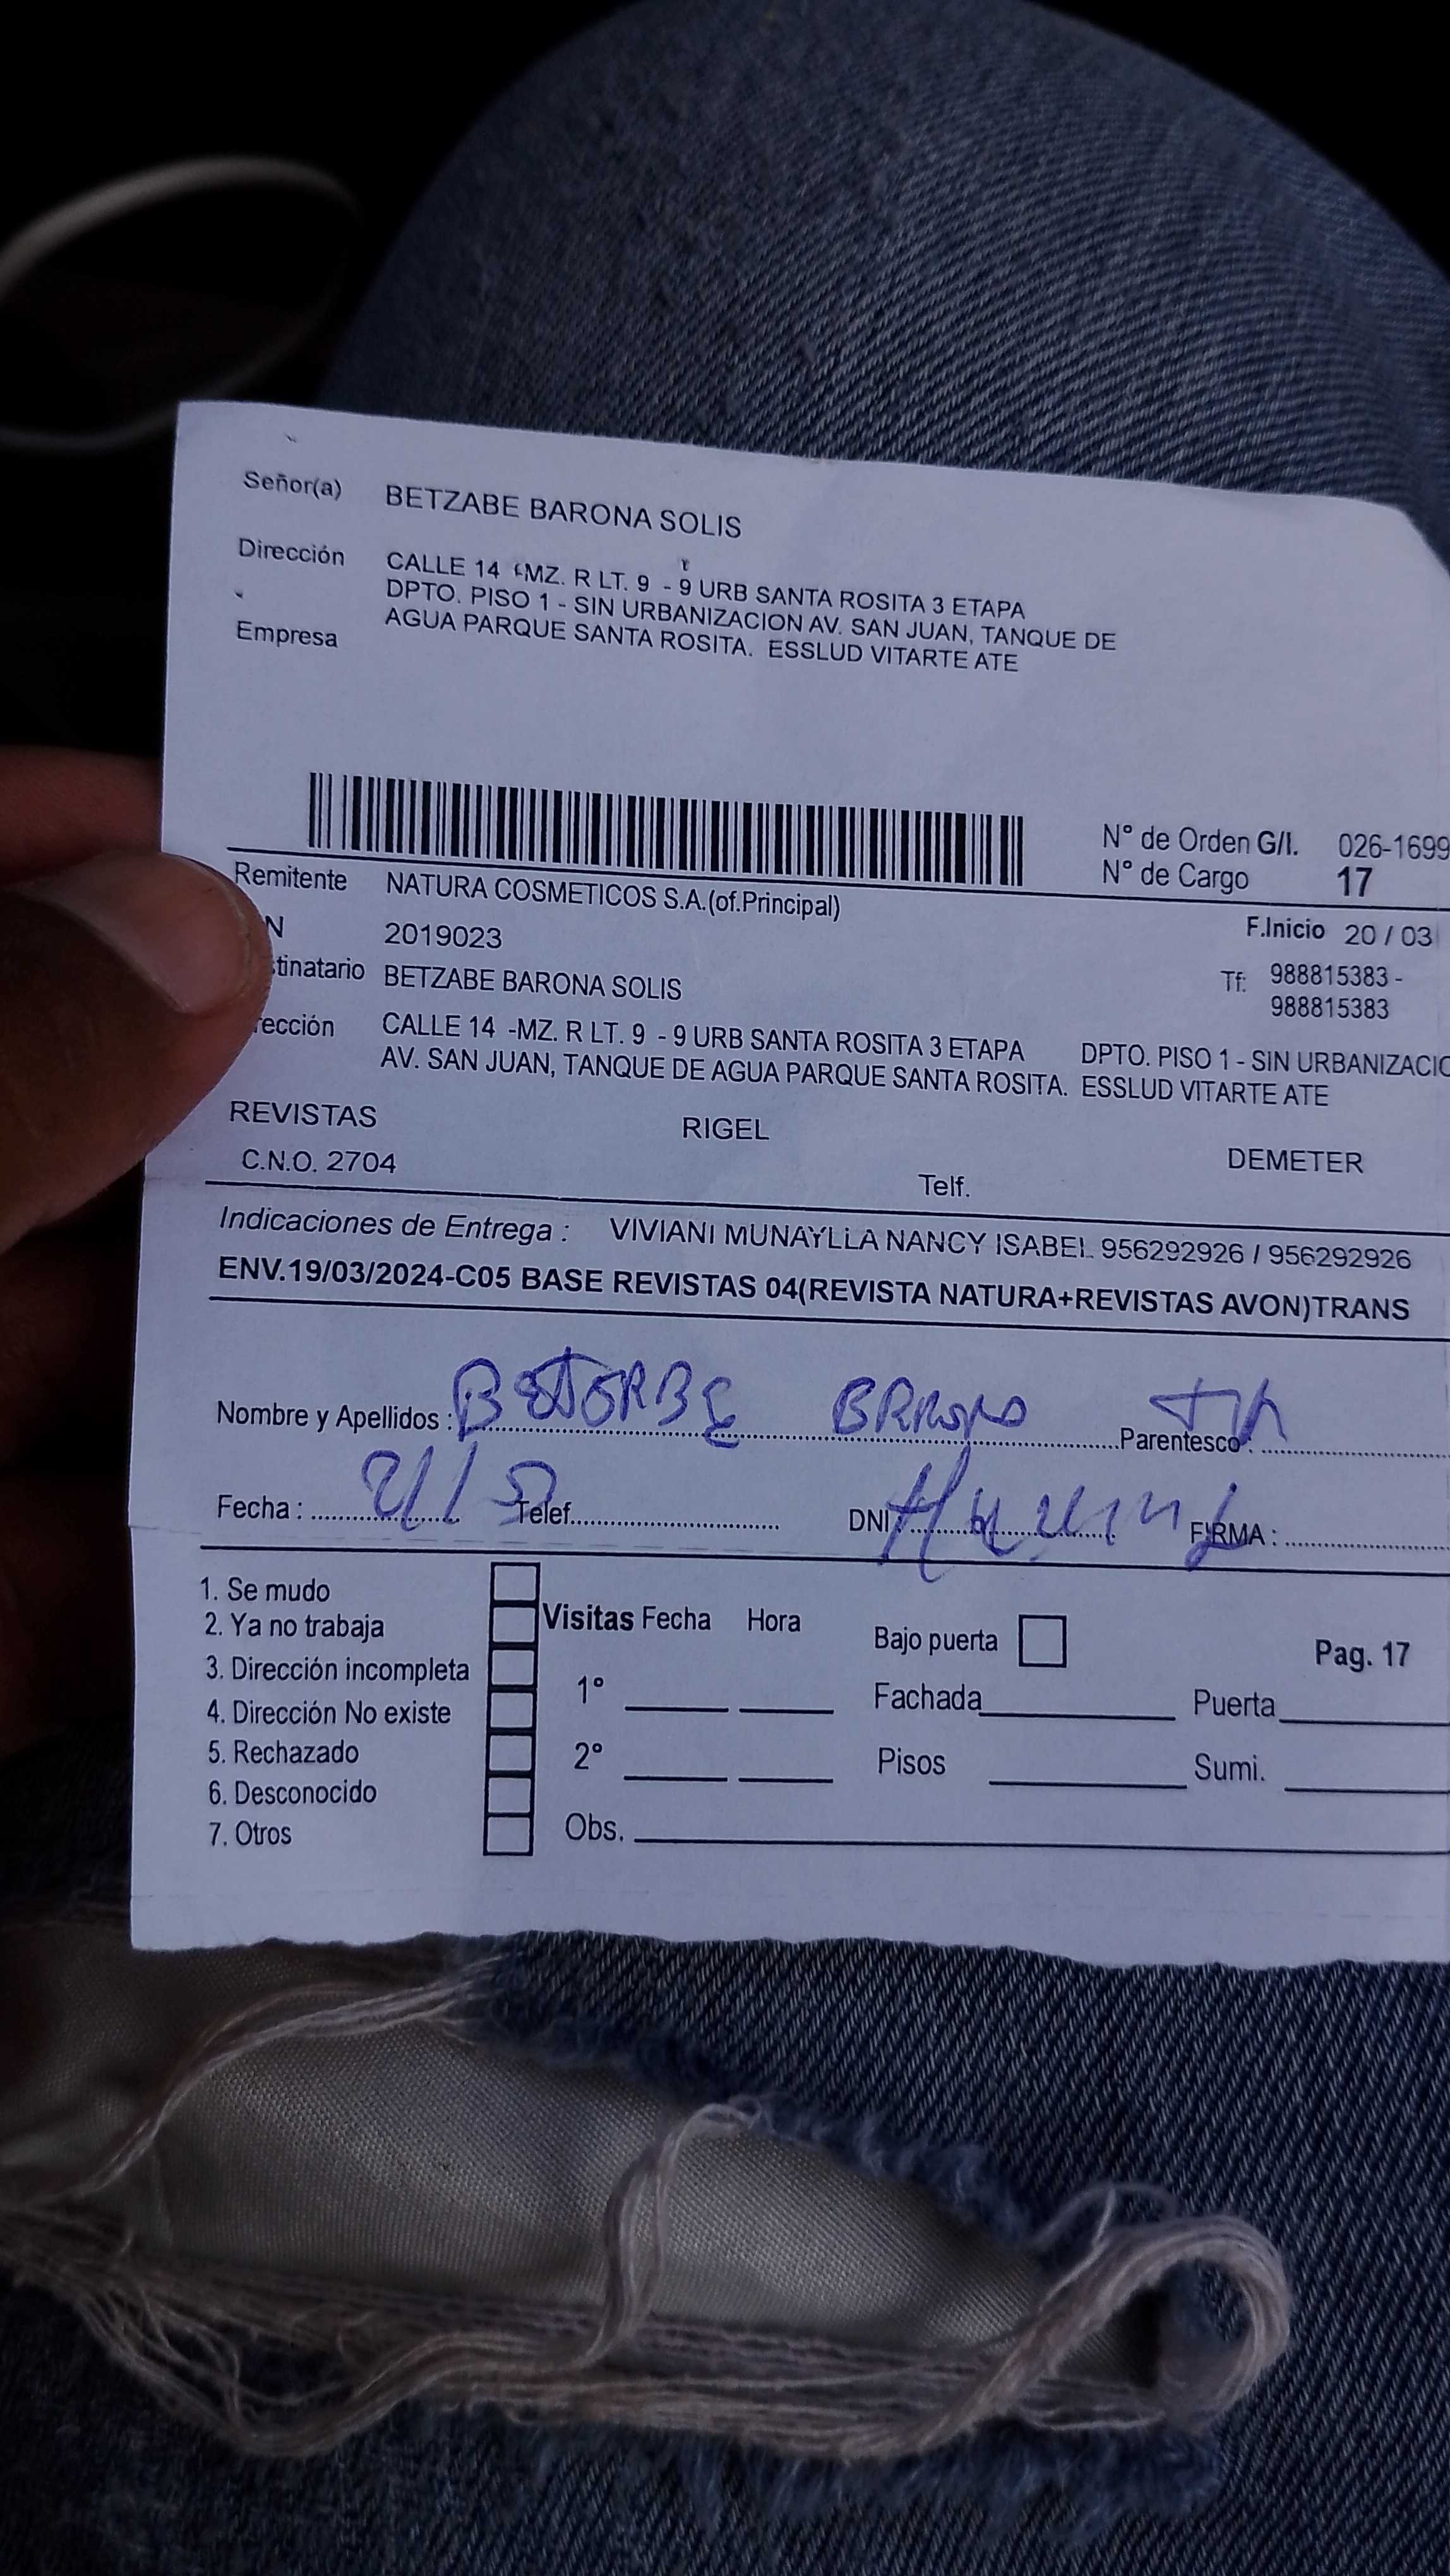 Señor(a) BETZABE BARONA SOLIS
Dirección CALLE 14 -MZ. R LT. 9 - 9 URB SANTA ROSITA 3 ETAPA
DPTO. PISO 1 - SIN URBANIZACION AV. SAN JUAN, TANQUE DE
Empresa AGUA PARQUE SANTA ROSITA. ESSLUD VITARTE ATE
N° de Orden G/I. 026-1699
N° de Cargo 17
Remitente NATURA COSMETICOS S.A.(of.Principal)
F.Inicio 20 / 03
N 2019023
Tf: 988815383 -
988815383
tinatario BETZABE BARONA SOLIS
rección CALLE 14 -MZ. R LT. 9 - 9 URB SANTA ROSITA 3 ETAPA DPTO. PISO 1 - SIN URBANIZACIO
AV. SAN JUAN, TANQUE DE AGUA PARQUE SANTA ROSITA. ESSLUD VITARTE ATE
REVISTAS RIGEL DEMETER
C.N.O. 2704 Telf.
Indicaciones de Entrega : VIVIANI MUNAYLLA NANCY ISABEL 956292926 / 956292926
ENV.19/03/2024-C05 BASE REVISTAS 04(REVISTA NATURA+REVISTAS AVON)TRANS
Nombre y Apellidos : Parentesco :
Fecha : Telef. DNI FIRMA :
1. Se mudo
2. Ya no trabaja Visitas Fecha Hora Bajo puerta Pag. 17
3. Dirección incompleta 1° Fachada Puerta
4. Dirección No existe
5. Rechazado 2° Pisos Sumi.
6. Desconocido
7. Otros Obs.